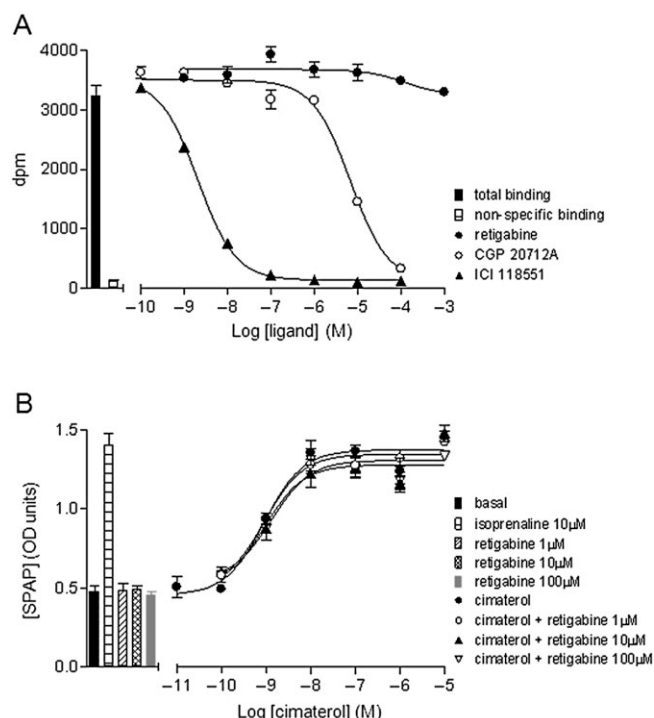 A
4000
3000
2000
1000
0
dpm
−10 −9 −8 −7 −6 −5 −4 −3
Log [ligand] (M)
total binding
non-specific binding
retigabine
CGP 20712A
ICI 118551
B
1.5
1.0
0.5
0.0
[SPAP] (OD units)
−11 −10 −9 −8 −7 −6 −5
Log [cimaterol] (M)
basal
isoprenaline 10µM
retigabine 1µM
retigabine 10µM
retigabine 100µM
cimaterol
cimaterol + retigabine 1µM
cimaterol + retigabine 10µM
cimaterol + retigabine 100µM